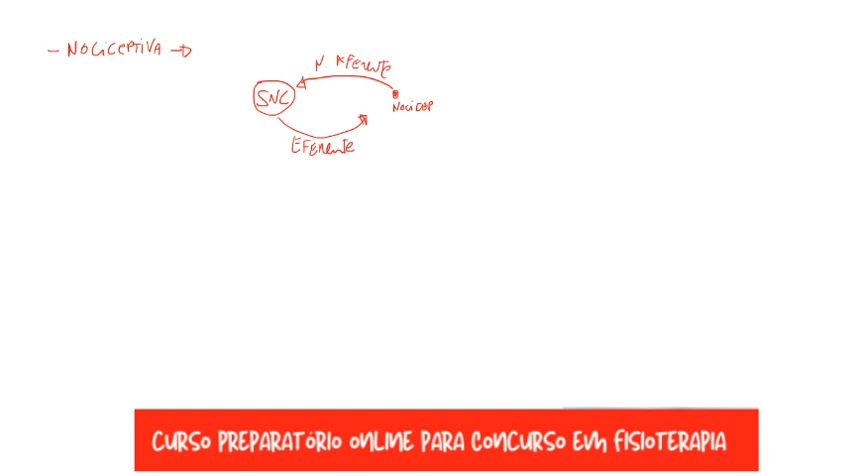 - NOCICEPTIVA →
N. AFERENTE
SNC
NOCICEP
EFERENTE
CURSO PREPARATÓRIO ONLINE PARA CONCURSO EM FISIOTERAPIA